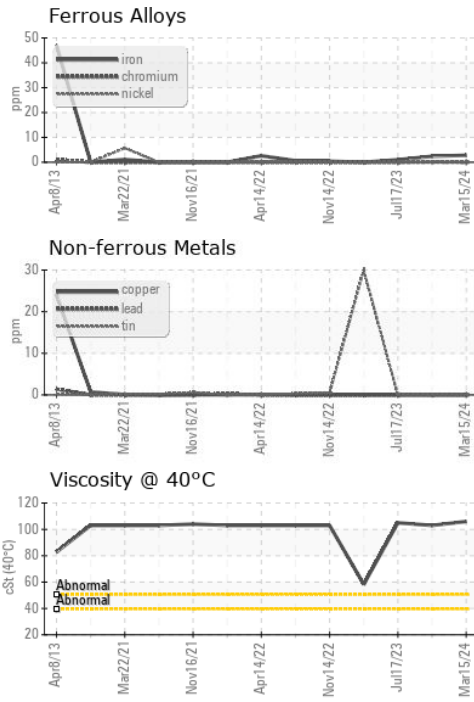 Ferrous Alloys
50
40
30
20
10
0
ppm
iron
chromium
nickel
Apr8/13
Mar22/21
Nov16/21
Apr14/22
Nov14/22
Jul17/23
Mar15/24
Non-ferrous Metals
30
20
10
0
ppm
copper
lead
tin
Apr8/13
Mar22/21
Nov16/21
Apr14/22
Nov14/22
Jul17/23
Mar15/24
Viscosity @ 40°C
120
100
80
60
40
20
cSt (40°C)
Abnormal
Abnormal
Apr8/13
Mar22/21
Nov16/21
Apr14/22
Nov14/22
Jul17/23
Mar15/24